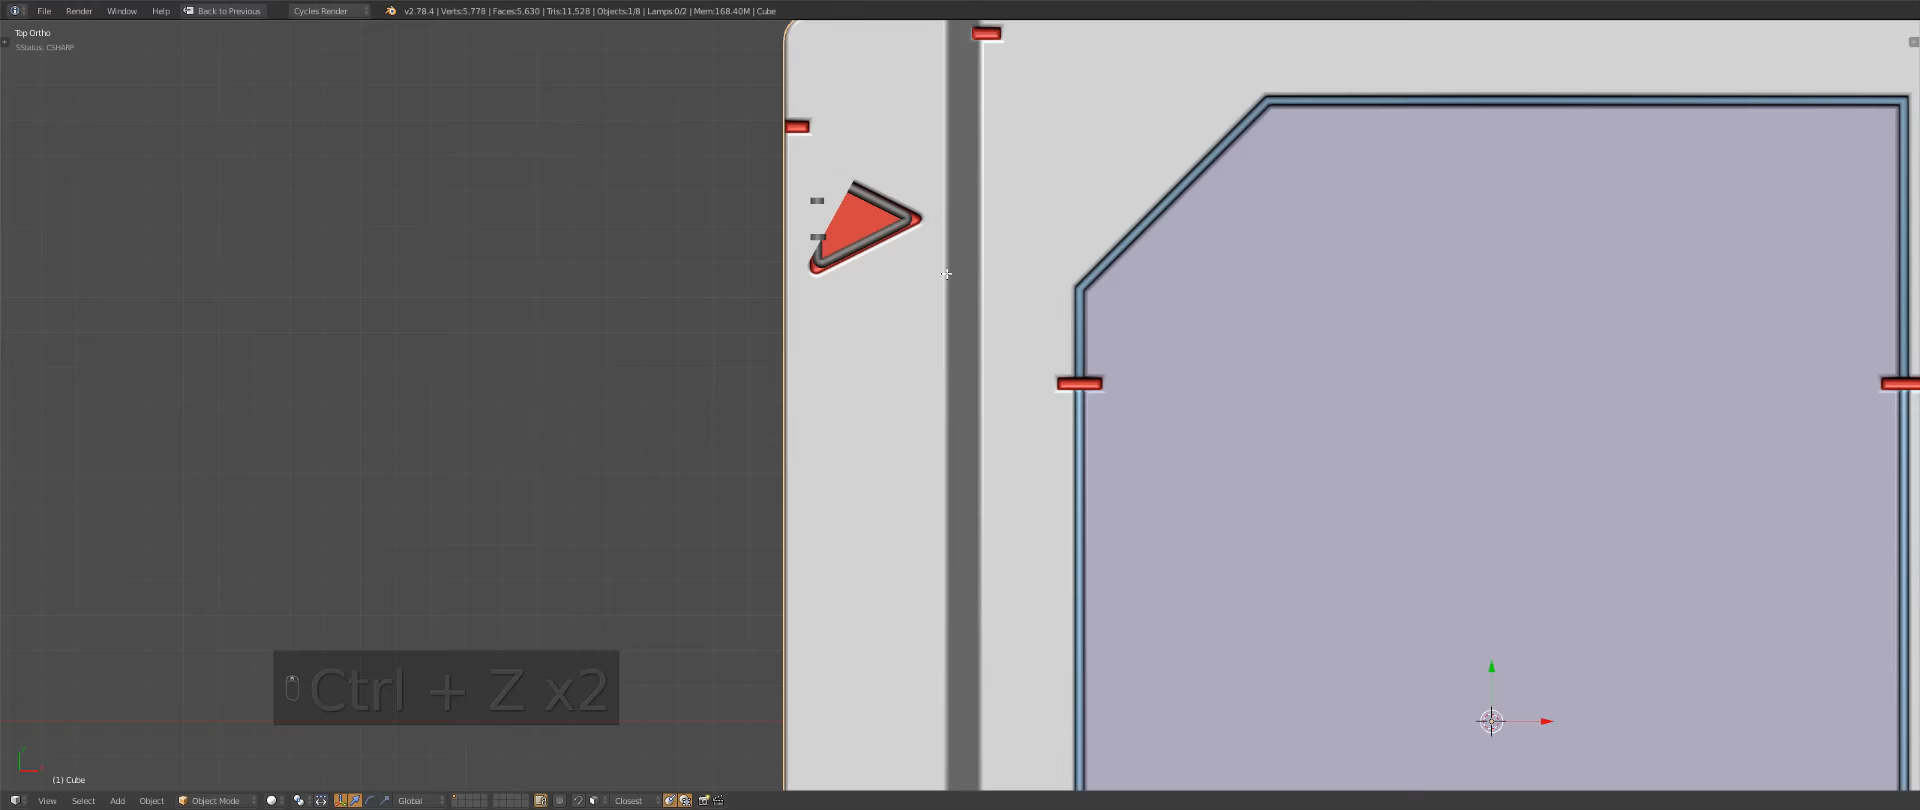 File Render Window Help Back to Previous Cycles Render v2.78.4 | Verts:5,778 | Faces:5,630 | Tris:11,528 | Objects:1/8 | Lamps:0/2 | Mem:168.40M | Cube
Top Ortho
SStatus: CSHARP
Ctrl + Z x2
(1) Cube
View Select Add Object Object Mode Global Closest